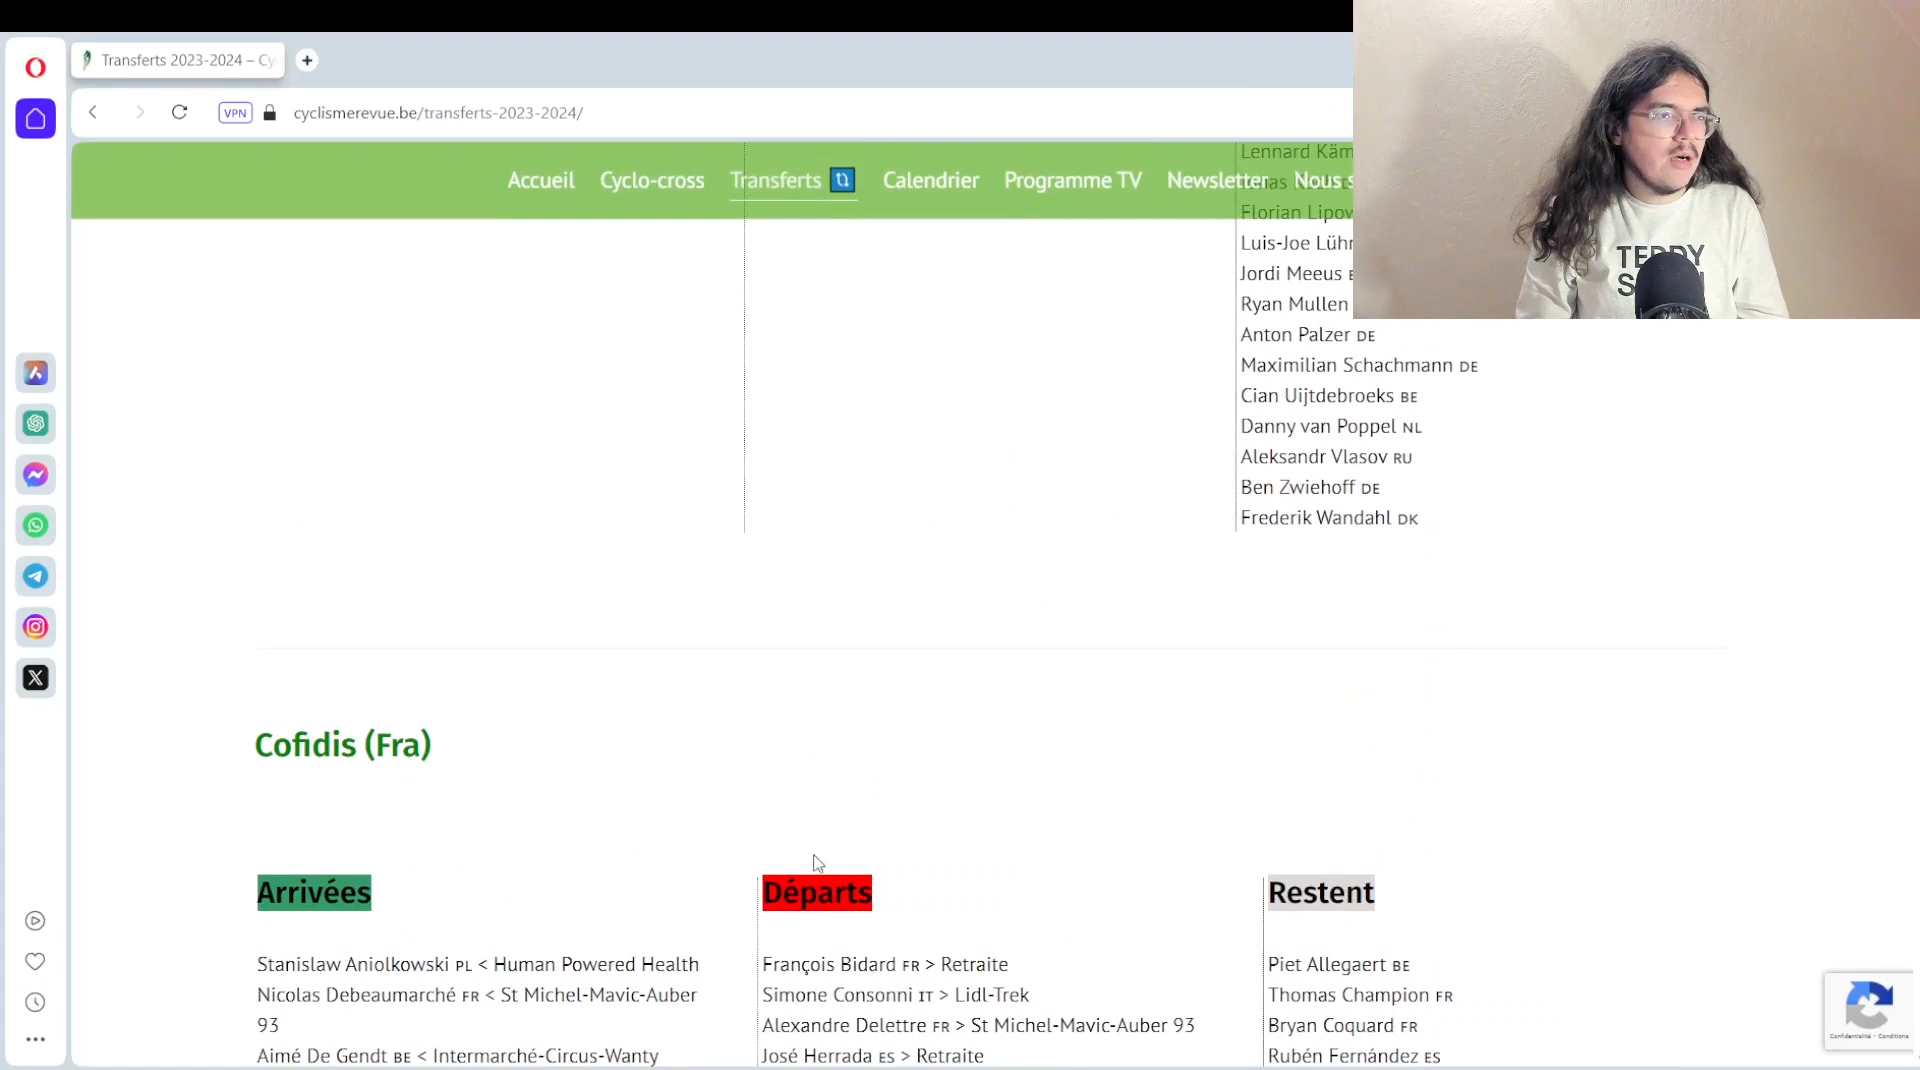 Transferts 2023-2024 – Cy
VPN
cyclismerevue.be/transferts-2023-2024/
Accueil Cyclo-cross Transferts Calendrier Programme TV Newsletter Nous s
Lennard Käm
Florian Lipow
Luis-Joe Lühr
Jordi Meeus
Ryan Mullen
Anton Palzer DE
Maximilian Schachmann DE
Cian Uijtdebroeks BE
Danny van Poppel NL
Aleksandr Vlasov RU
Ben Zwiehoff DE
Frederik Wandahl DK
TEDDY
Cofidis (Fra)
Arrivées
Stanislaw Aniolkowski PL < Human Powered Health
Nicolas Debeaumarché FR < St Michel-Mavic-Auber
93
Aimé De Gendt BE < Intermarché-Circus-Wanty
Départs
François Bidard FR > Retraite
Simone Consonni IT > Lidl-Trek
Alexandre Delettre FR > St Michel-Mavic-Auber 93
José Herrada ES > Retraite
Restent
Piet Allegaert BE
Thomas Champion FR
Bryan Coquard FR
Rubén Fernández ES
Confidentialité - Conditions